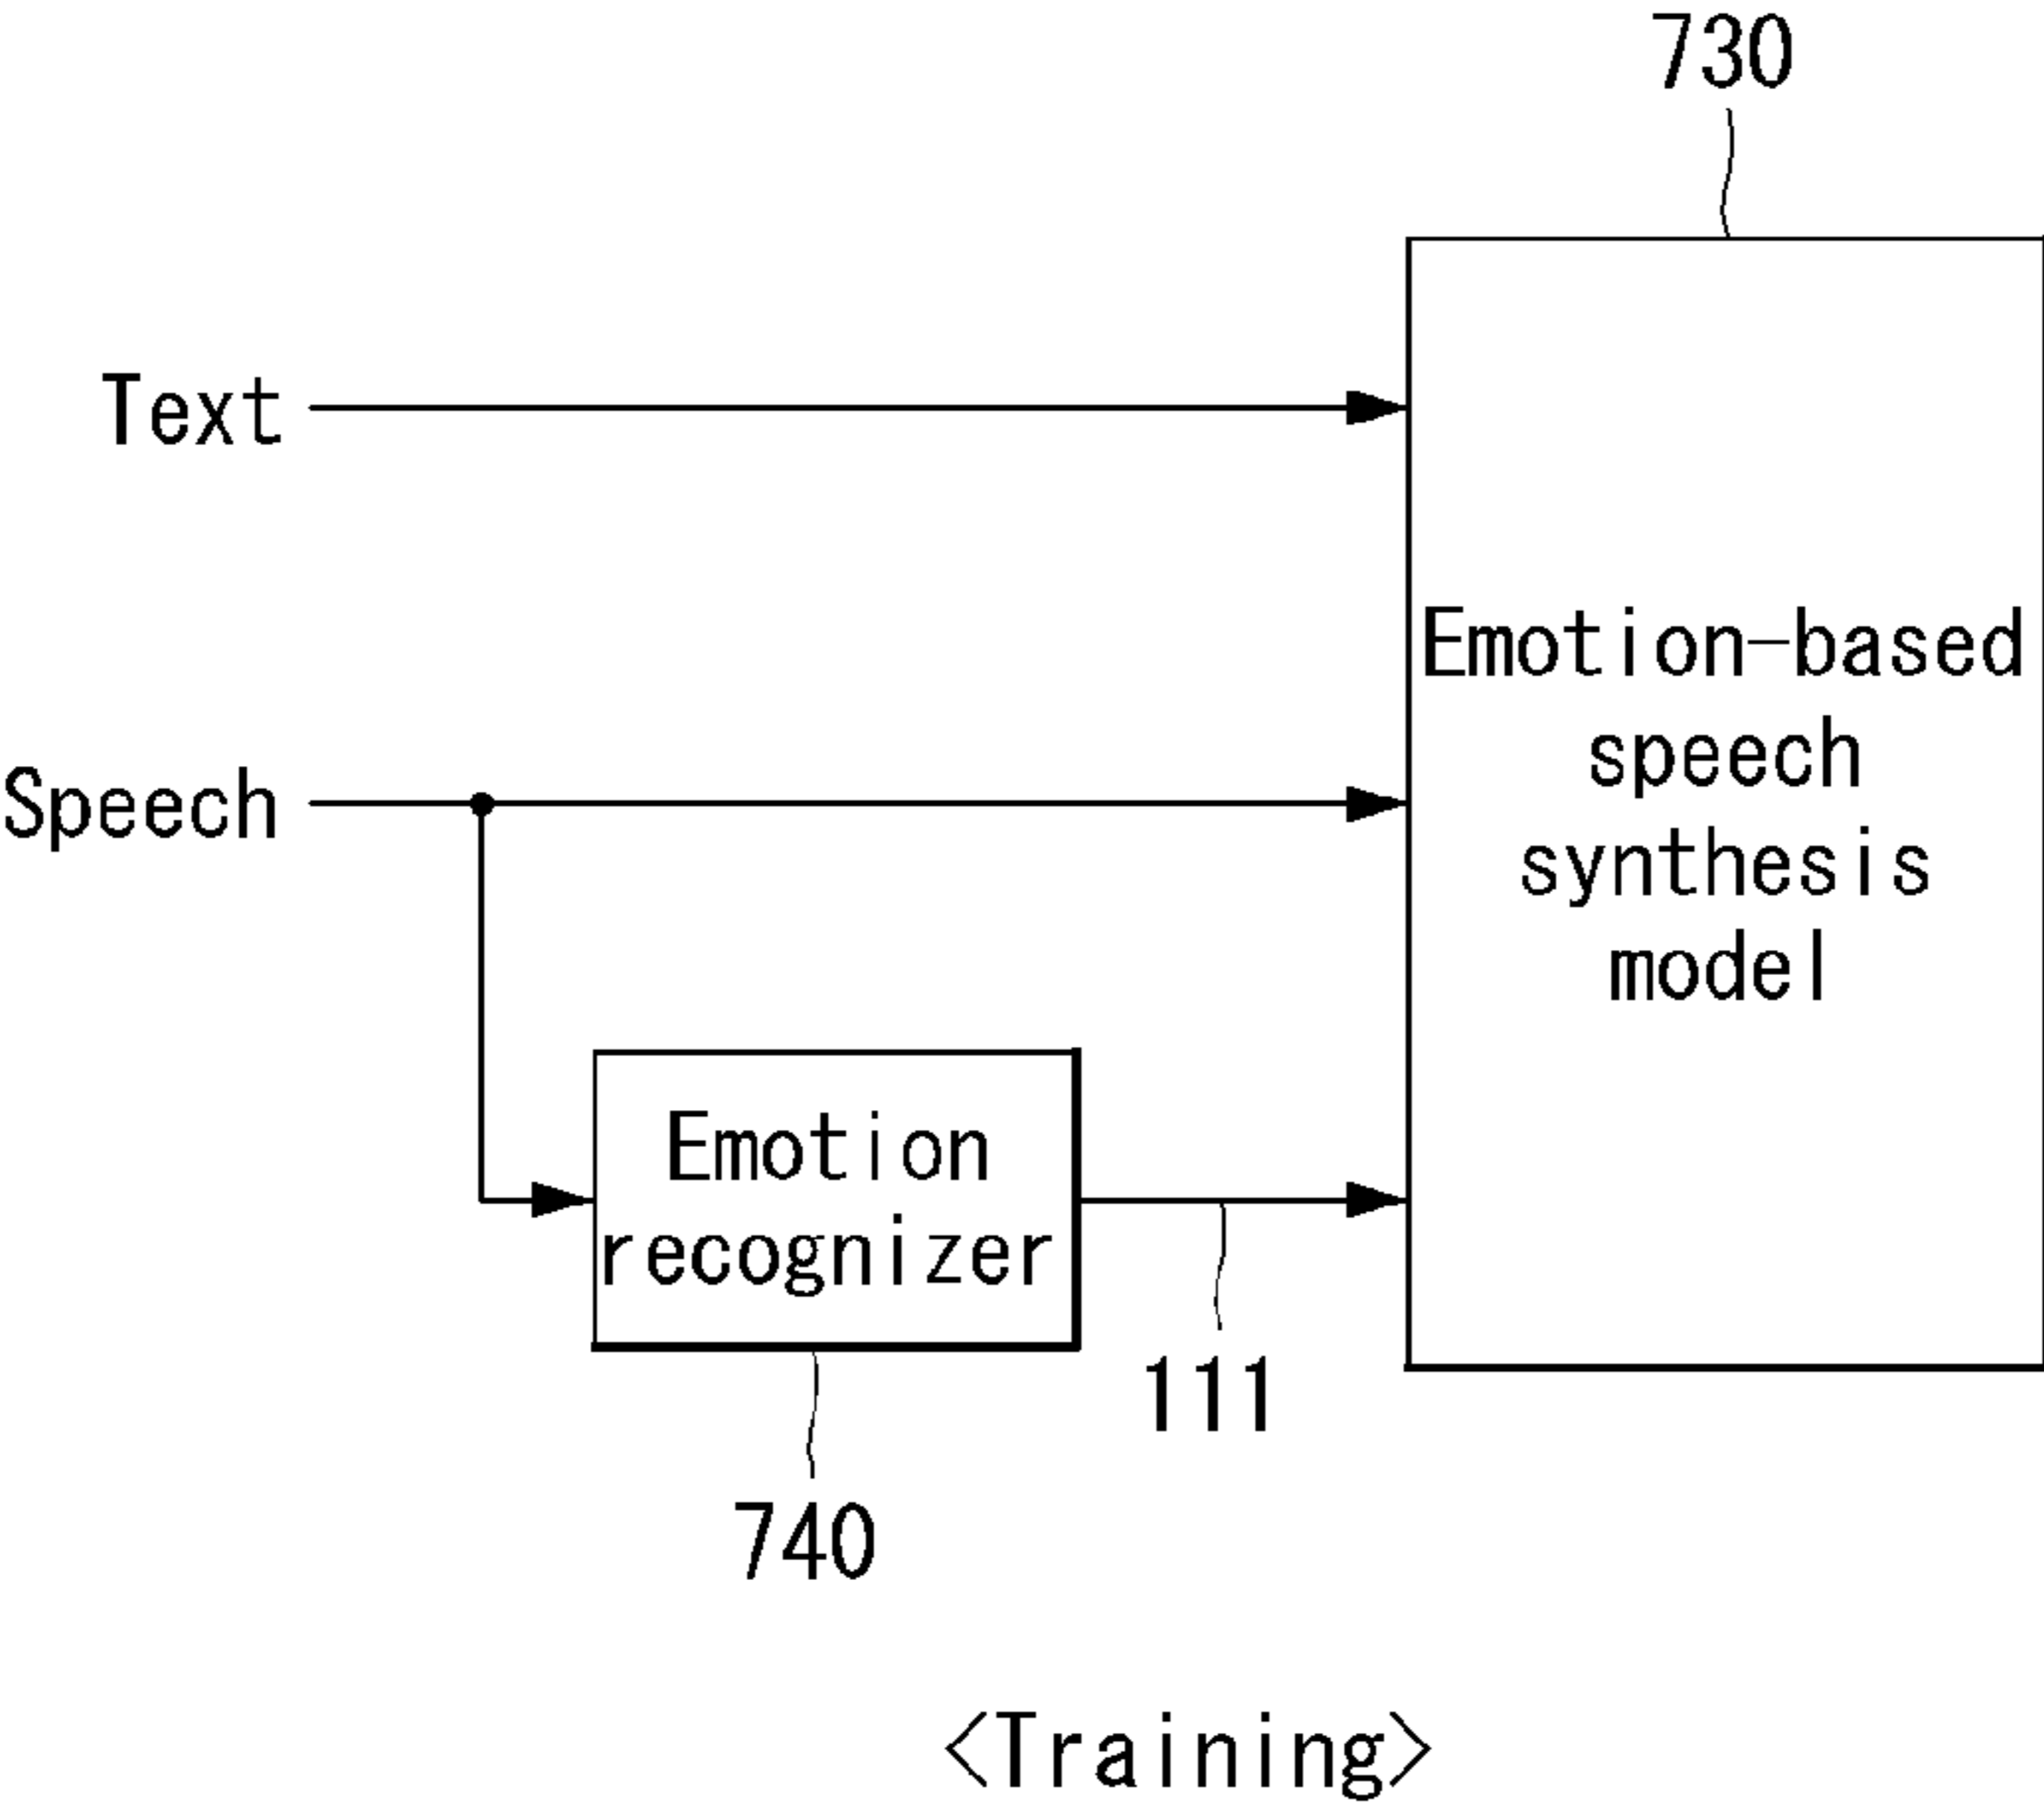 730
Text
Emotion-based
speech
synthesis
model
Speech
Emotion
recognizer
111
740
<Training>